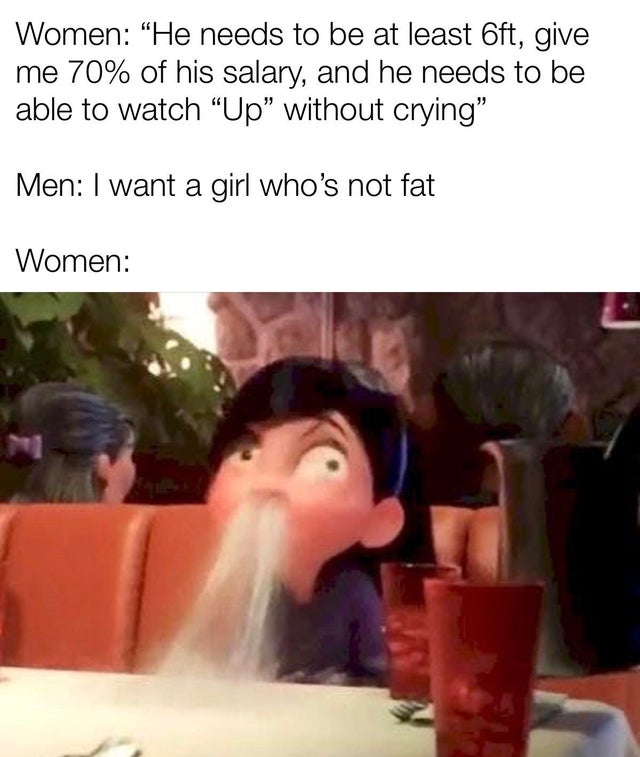 Women: “He needs to be at least 6ft, give
me 70% of his salary, and he needs to be
able to watch “Up” without crying”
Men: I want a girl who’s not fat
Women: